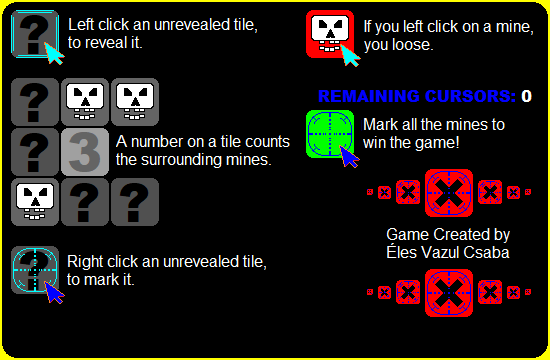 Left click an unrevealed tile,
to reveal it.
?
?
? 3
A number on a tile counts
the surrounding mines.
? ?
Right click an unrevealed tile,
to mark it.
?
If you left click on a mine,
you loose.
REMAINING CURSORS: 0
Mark all the mines to
win the game!
Game Created by
Éles Vazul Csaba